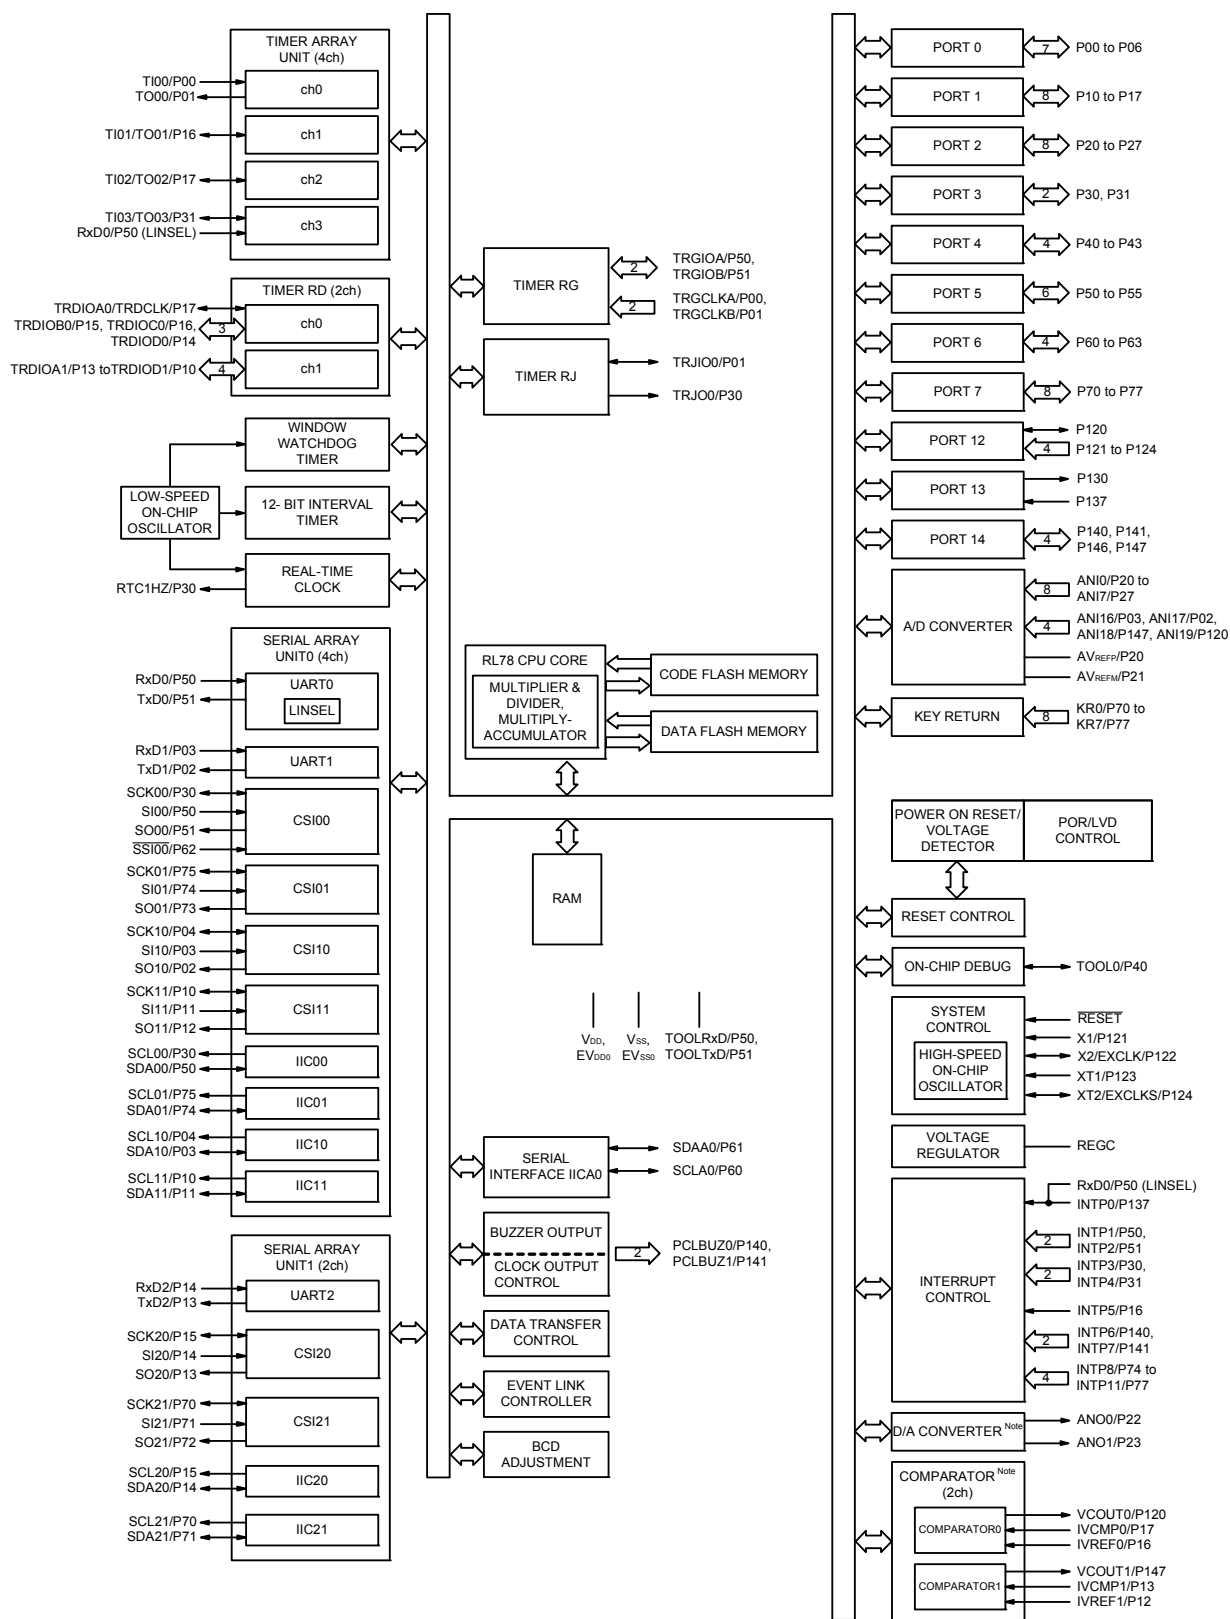 TIMER ARRAY
UNIT (4ch)
TI00/P00
TO00/P01
ch0
TI01/TO01/P16
ch1
TI02/TO02/P17
ch2
TI03/TO03/P31
RxD0/P50 (LINSEL)
ch3
TIMER RD (2ch)
TRDIOA0/TRDCLK/P17
TRDIOB0/P15, TRDIOC0/P16,
TRDIOD0/P14
3
ch0
TRDIOA1/P13 toTRDIOD1/P10
4
ch1
WINDOW
WATCHDOG
TIMER
LOW-SPEED
ON-CHIP
OSCILLATOR
12- BIT INTERVAL
TIMER
RTC1HZ/P30
REAL-TIME
CLOCK
SERIAL ARRAY
UNIT0 (4ch)
RxD0/P50
TxD0/P51
UART0
LINSEL
RxD1/P03
TxD1/P02
UART1
SCK00/P30
SI00/P50
SO00/P51
SSI00/P62
CSI00
SCK01/P75
SI01/P74
SO01/P73
CSI01
SCK10/P04
SI10/P03
SO10/P02
CSI10
SCK11/P10
SI11/P11
SO11/P12
CSI11
SCL00/P30
SDA00/P50
IIC00
SCL01/P75
SDA01/P74
IIC01
SCL10/P04
SDA10/P03
IIC10
SCL11/P10
SDA11/P11
IIC11
SERIAL ARRAY
UNIT1 (2ch)
RxD2/P14
TxD2/P13
UART2
SCK20/P15
SI20/P14
SO20/P13
CSI20
SCK21/P70
SI21/P71
SO21/P72
CSI21
SCL20/P15
SDA20/P14
IIC20
SCL21/P70
SDA21/P71
IIC21
TIMER RG
2
TRGIOA/P50,
TRGIOB/P51
2
TRGCLKA/P00,
TRGCLKB/P01
TIMER RJ
TRJIO0/P01
TRJO0/P30
RL78 CPU CORE
MULTIPLIER &
DIVIDER,
MULITIPLY-
ACCUMULATOR
CODE FLASH MEMORY
DATA FLASH MEMORY
RAM
VDD,
EVDD0
VSS,
EVSS0
TOOLRxD/P50,
TOOLTxD/P51
SERIAL
INTERFACE IICA0
SDAA0/P61
SCLA0/P60
BUZZER OUTPUT
CLOCK OUTPUT
CONTROL
2
PCLBUZ0/P140,
PCLBUZ1/P141
DATA TRANSFER
CONTROL
EVENT LINK
CONTROLLER
BCD
ADJUSTMENT
PORT 0
7
P00 to P06
PORT 1
8
P10 to P17
PORT 2
8
P20 to P27
PORT 3
2
P30, P31
PORT 4
4
P40 to P43
PORT 5
6
P50 to P55
PORT 6
4
P60 to P63
PORT 7
8
P70 to P77
PORT 12
P120
4
P121 to P124
PORT 13
P130
P137
PORT 14
4
P140, P141,
P146, P147
A/D CONVERTER
8
ANI0/P20 to
ANI7/P27
4
ANI16/P03, ANI17/P02,
ANI18/P147, ANI19/P120
AVREFP/P20
AVREFM/P21
KEY RETURN
8
KR0/P70 to
KR7/P77
POWER ON RESET/
VOLTAGE
DETECTOR
POR/LVD
CONTROL
RESET CONTROL
ON-CHIP DEBUG
TOOL0/P40
SYSTEM
CONTROL
HIGH-SPEED
ON-CHIP
OSCILLATOR
RESET
X1/P121
X2/EXCLK/P122
XT1/P123
XT2/EXCLKS/P124
VOLTAGE
REGULATOR
REGC
INTERRUPT
CONTROL
RxD0/P50 (LINSEL)
INTP0/P137
2
INTP1/P50,
INTP2/P51
2
INTP3/P30,
INTP4/P31
INTP5/P16
2
INTP6/P140,
INTP7/P141
4
INTP8/P74 to
INTP11/P77
D/A CONVERTER Note
ANO0/P22
ANO1/P23
COMPARATOR Note
(2ch)
COMPARATOR0
VCOUT0/P120
IVCMP0/P17
IVREF0/P16
COMPARATOR1
VCOUT1/P147
IVCMP1/P13
IVREF1/P12